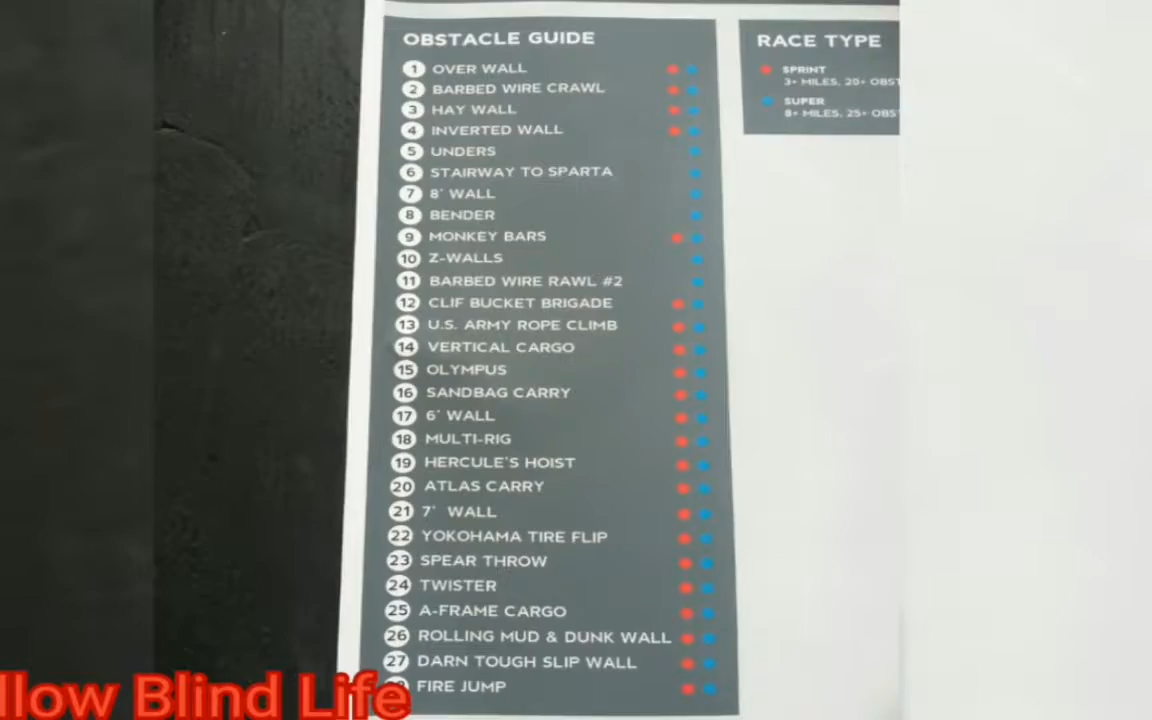 OBSTACLE GUIDE
1 OVER WALL
2 BARBED WIRE CRAWL
3 HAY WALL
4 INVERTED WALL
5 UNDERS
6 STAIRWAY TO SPARTA
7 8' WALL
8 BENDER
9 MONKEY BARS
10 Z-WALLS
11 BARBED WIRE RAWL #2
12 CLIF BUCKET BRIGADE
13 U.S. ARMY ROPE CLIMB
14 VERTICAL CARGO
15 OLYMPUS
16 SANDBAG CARRY
17 6' WALL
18 MULTI-RIG
19 HERCULE'S HOIST
20 ATLAS CARRY
21 7' WALL
22 YOKOHAMA TIRE FLIP
23 SPEAR THROW
24 TWISTER
25 A-FRAME CARGO
26 ROLLING MUD & DUNK WALL
27 DARN TOUGH SLIP WALL
FIRE JUMP
RACE TYPE
SPRINT
3+ MILES, 20+ OBST
SUPER
8+ MILES, 25+ OBST
llow Blind Life